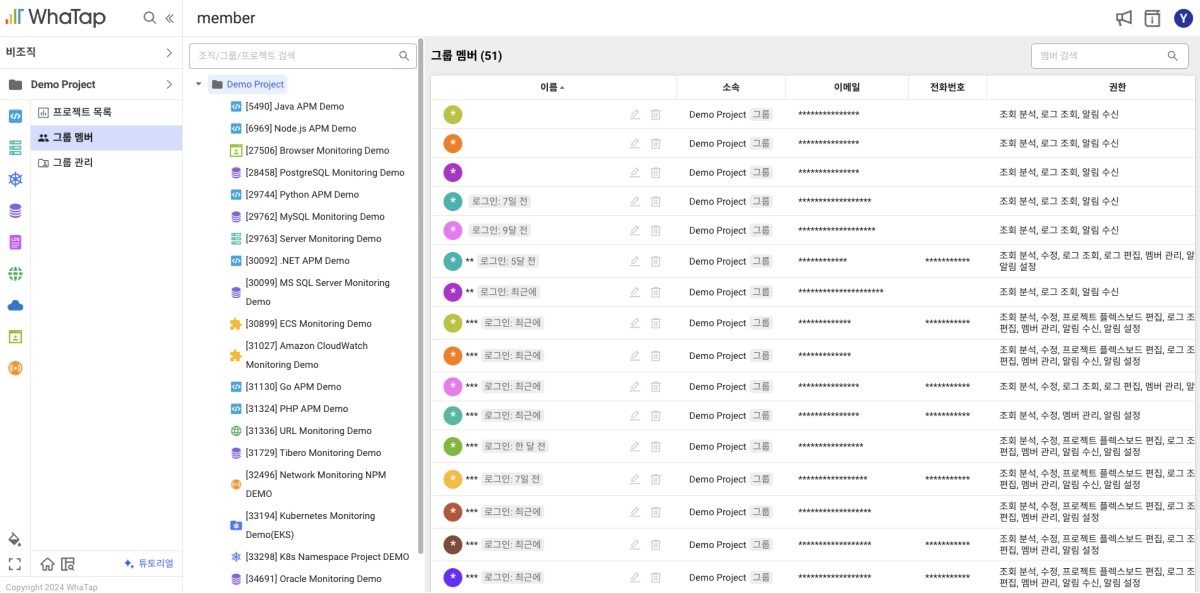 WhaTap
member
Y
비조직
Demo Project
프로젝트 목록
그룹 멤버
그룹 관리
튜토리얼
Copyright 2024 WhaTap
조직/그룹/프로젝트 검색
Demo Project
[5490] Java APM Demo
[6969] Node.js APM Demo
[27506] Browser Monitoring Demo
[28458] PostgreSQL Monitoring Demo
[29744] Python APM Demo
[29762] MySQL Monitoring Demo
[29763] Server Monitoring Demo
[30092] .NET APM Demo
[30099] MS SQL Server Monitoring
Demo
[30899] ECS Monitoring Demo
[31027] Amazon CloudWatch
Monitoring Demo
[31130] Go APM Demo
[31324] PHP APM Demo
[31336] URL Monitoring Demo
[31729] Tibero Monitoring Demo
[32496] Network Monitoring NPM
DEMO
[33194] Kubernetes Monitoring
Demo(EKS)
[33298] K8s Namespace Project DEMO
[34691] Oracle Monitoring Demo
그룹 멤버 (51)
멤버 검색
이름 소속 이메일 전화번호 권한
* Demo Project 그룹 *************** 조회 분석, 로그 조회, 알림 수신
* Demo Project 그룹 *************** 조회 분석, 로그 조회, 알림 수신
* Demo Project 그룹 *************** 조회 분석, 로그 조회, 알림 수신
* 로그인: 7일 전 Demo Project 그룹 ****************** 조회 분석, 로그 조회, 알림 수신
* 로그인: 9달 전 Demo Project 그룹 ******************* 조회 분석, 로그 조회, 알림 수신
* ** 로그인: 5달 전 Demo Project 그룹 ************ *********** 조회 분석, 수정, 로그 조회, 로그 편집, 멤버 관리, 알
알림 설정
* ** 로그인: 최근에 Demo Project 그룹 ********************* 조회 분석, 로그 조회, 알림 수신
* *** 로그인: 최근에 Demo Project 그룹 ************* *********** 조회 분석, 수정, 프로젝트 플렉스보드 편집, 로그 조
편집, 멤버 관리, 알림 수신, 알림 설정
* *** 로그인: 최근에 Demo Project 그룹 ************* 조회 분석, 수정, 프로젝트 플렉스보드 편집, 로그 조
편집, 멤버 관리, 알림 수신, 알림 설정
* *** 로그인: 최근에 Demo Project 그룹 *************** *********** 조회 분석, 수정, 로그 조회, 로그 편집, 멤버 관리, 알
* *** 로그인: 최근에 Demo Project 그룹 *************** *********** 조회 분석, 수정, 멤버 관리, 알림 설정
* *** 로그인: 한 달 전 Demo Project 그룹 **************** 조회 분석, 수정, 프로젝트 플렉스보드 편집, 로그 조
편집, 멤버 관리, 알림 수신, 알림 설정
* *** 로그인: 7일 전 Demo Project 그룹 ***************** *********** 조회 분석, 수정, 프로젝트 플렉스보드 편집, 로그 조
편집, 멤버 관리, 알림 수신, 알림 설정
* *** 로그인: 최근에 Demo Project 그룹 ****************** 조회 분석, 수정, 프로젝트 플렉스보드 편집, 로그 조
편집, 멤버 관리, 알림 설정
* *** 로그인: 최근에 Demo Project 그룹 ****************** *********** 조회 분석, 수정, 프로젝트 플렉스보드 편집, 로그 조
편집, 멤버 관리, 알림 수신, 알림 설정
* *** 로그인: 최근에 Demo Project 그룹 ****************** *********** 조회 분석, 수정, 프로젝트 플렉스보드 편집, 로그 조
편집, 멤버 관리, 알림 수신, 알림 설정